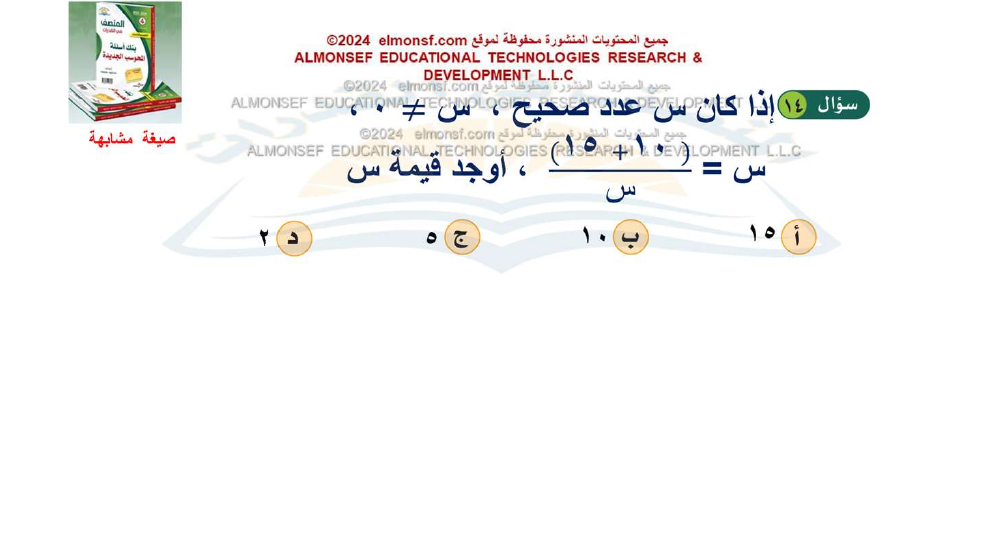 المنصف
في القدرات
بنك أسئلة
المحوسب الجديدة
صيغة مشابهة
جميع المحتويات المنشورة محفوظة لموقع elmonsf.com ©2024
ALMONSEF EDUCATIONAL TECHNOLOGIES RESEARCH &
DEVELOPMENT L.L.C
جميع المحتويات المنشورة محفوظة لموقع elmonsf.com ©2024
ALMONSEF EDUCATIONAL TECHNOLOGIES RESEARCH & DEVELOPMENT L.L.C
سؤال ١٤ إذا كان س عدد صحيح ، س ≠ ٠ ،
جميع المحتويات المنشورة محفوظة لموقع elmonsf.com ©2024
ALMONSEF EDUCATIONAL TECHNOLOGIES RESEARCH & DEVELOPMENT L.L.C
س = (١٠ + ١٥) / س ، أوجد قيمة س
أ ١٥ ب ١٠ ج ٥ د ٢